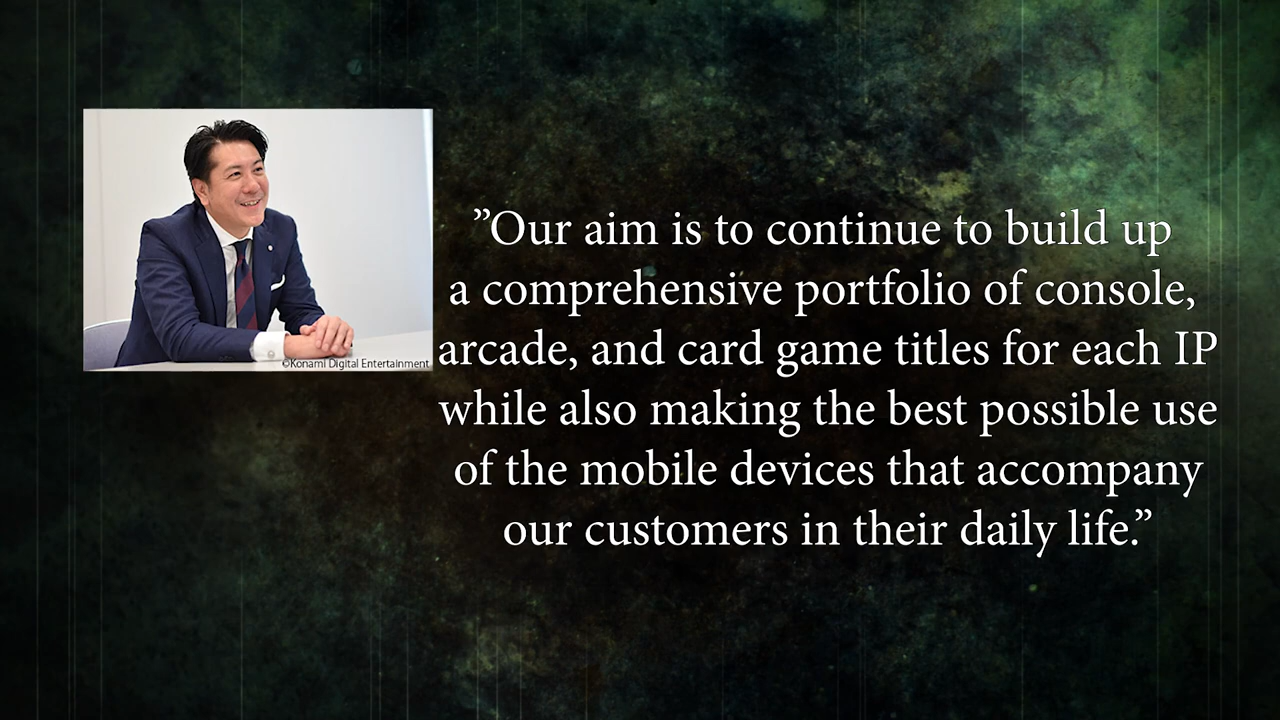 ©Konami Digital Entertainment
”Our aim is to continue to build up
a comprehensive portfolio of console,
arcade, and card game titles for each IP
while also making the best possible use
of the mobile devices that accompany
our customers in their daily life.”